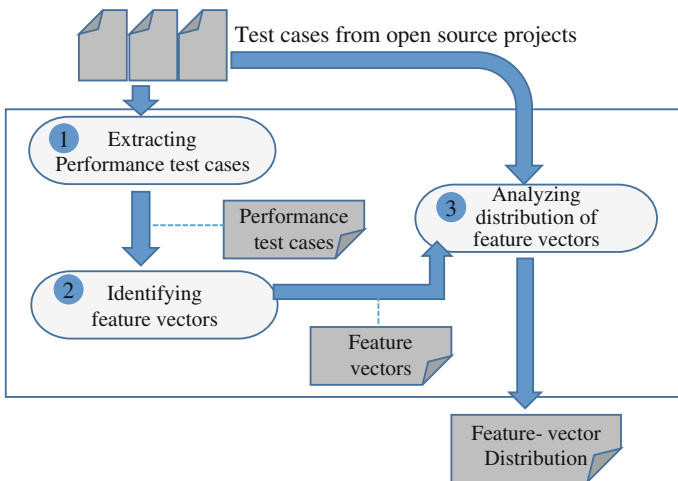 Test cases from open source projects
1
Extracting
Performance test cases
Performance
test cases
3
Analyzing
distribution of
feature vectors
2
Identifying
feature vectors
Feature
vectors
Feature- vector
Distribution